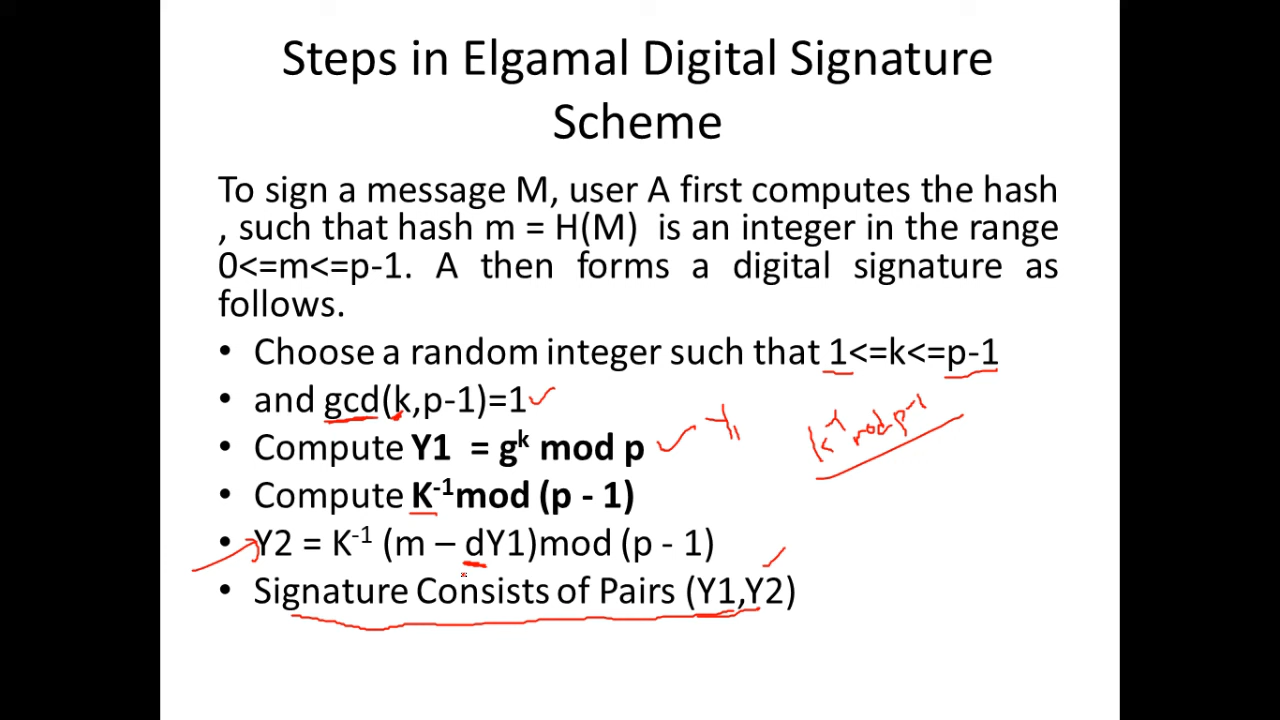 Steps in Elgamal Digital Signature
Scheme
To sign a message M, user A first computes the hash
, such that hash m = H(M) is an integer in the range
0<=m<=p-1. A then forms a digital signature as
follows.
• Choose a random integer such that 1<=k<=p-1
• and gcd(k,p-1)=1
• Compute Y1 = g^k mod p
Y1
k^-1 mod p^-1
• Compute K^-1mod (p - 1)
• Y2 = K^-1 (m – dY1)mod (p - 1)
• Signature Consists of Pairs (Y1,Y2)